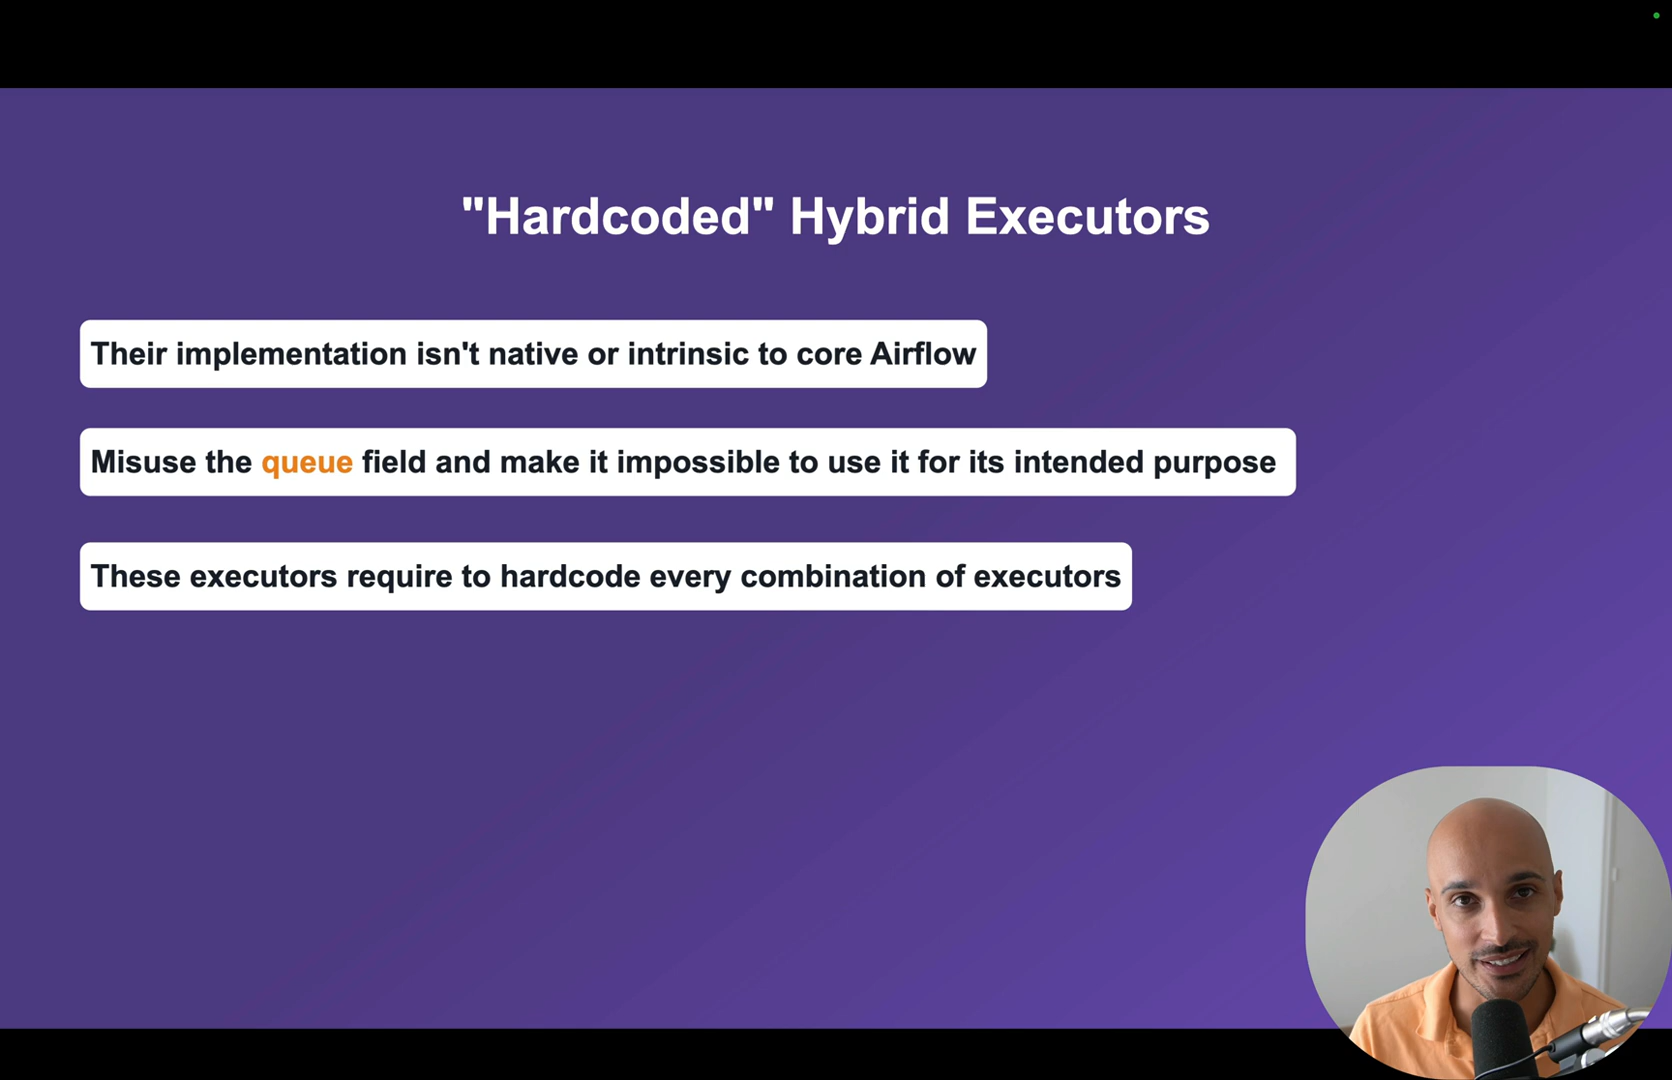 "Hardcoded" Hybrid Executors
Their implementation isn't native or intrinsic to core Airflow
Misuse the queue field and make it impossible to use it for its intended purpose
These executors require to hardcode every combination of executors